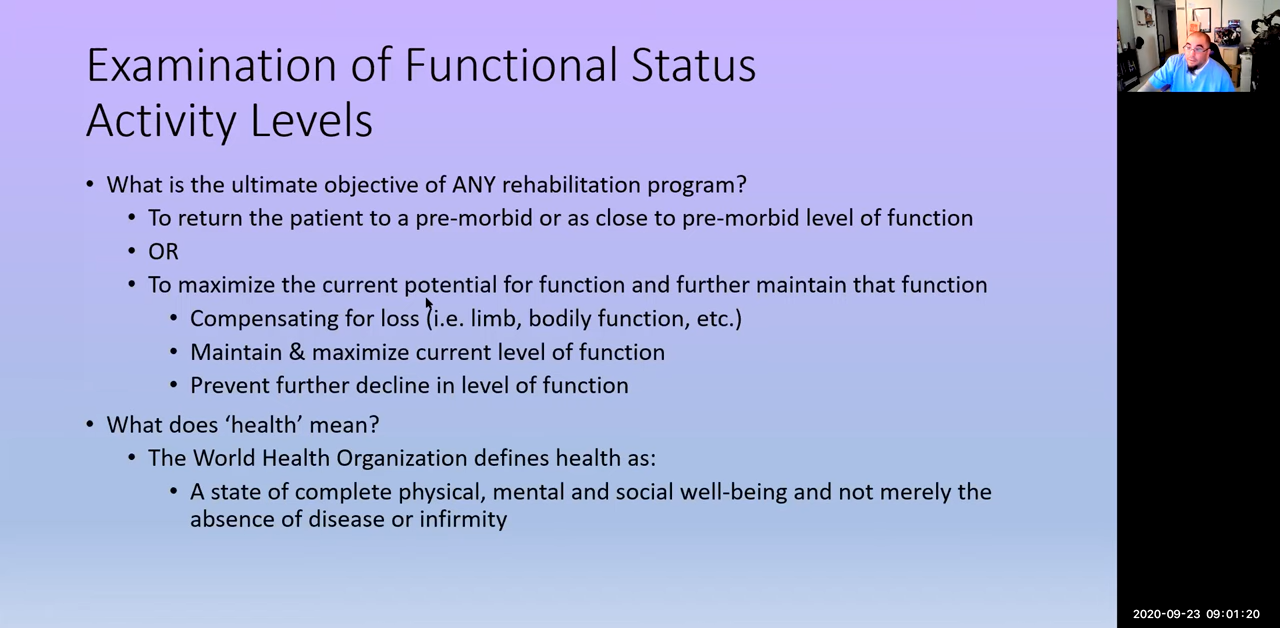 Examination of Functional Status
Activity Levels
• What is the ultimate objective of ANY rehabilitation program?
• To return the patient to a pre-morbid or as close to pre-morbid level of function
• OR
• To maximize the current potential for function and further maintain that function
• Compensating for loss (i.e. limb, bodily function, etc.)
• Maintain & maximize current level of function
• Prevent further decline in level of function
• What does ‘health’ mean?
• The World Health Organization defines health as:
• A state of complete physical, mental and social well-being and not merely the
absence of disease or infirmity
2020-09-23 09:01:20